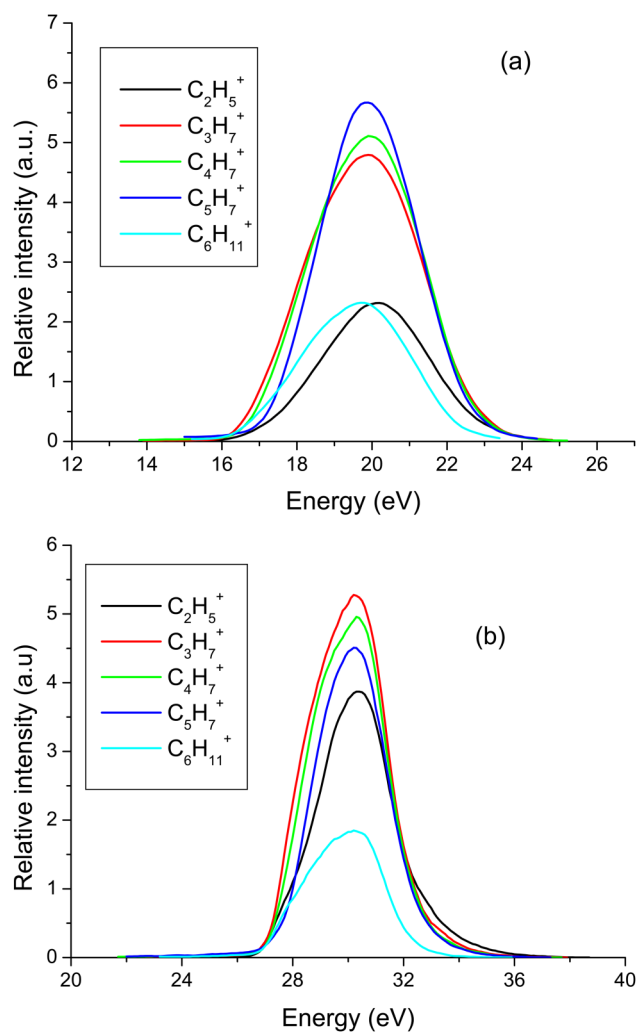 7
6
5
4
3
2
1
0
Relative intensity (a.u.)
(a)
C₂H₅⁺
C₃H₇⁺
C₄H₇⁺
C₅H₇⁺
C₆H₁₁⁺
12 14 16 18 20 22 24 26
Energy (eV)
6
5
4
3
2
1
0
Relative intensity (a.u)
(b)
C₂H₅⁺
C₃H₇⁺
C₄H₇⁺
C₅H₇⁺
C₆H₁₁⁺
20 24 28 32 36 40
Energy (eV)